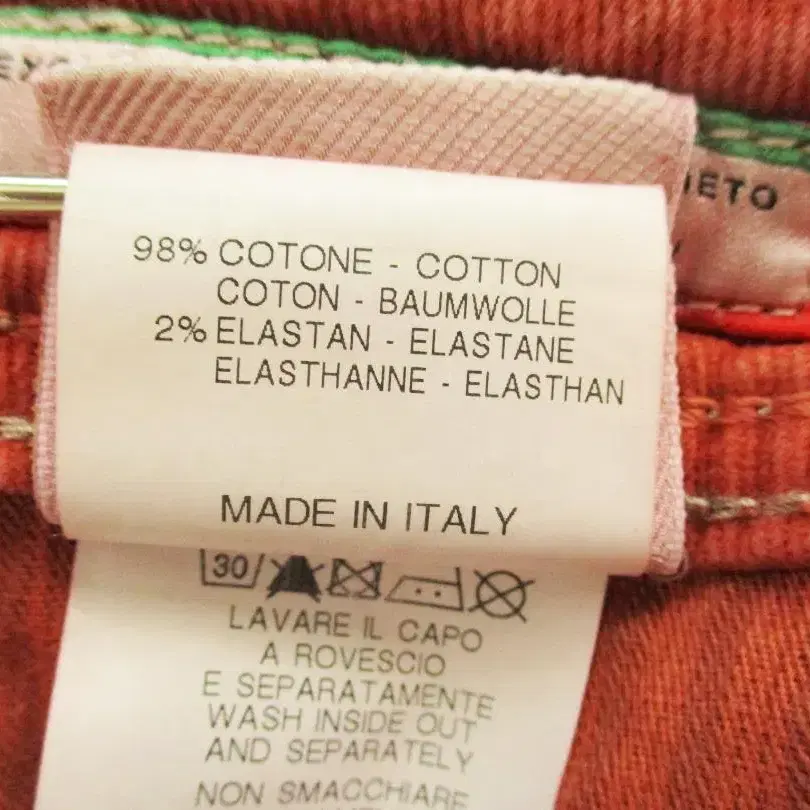 98% COTONE - COTTON
COTON - BAUMWOLLE
2% ELASTAN - ELASTANE
ELASTHANNE - ELASTHAN
MADE IN ITALY
30
LAVARE IL CAPO
A ROVESCIO
E SEPARATAMENTE
WASH INSIDE OUT
AND SEPARATELY
NON SMACCHIARE